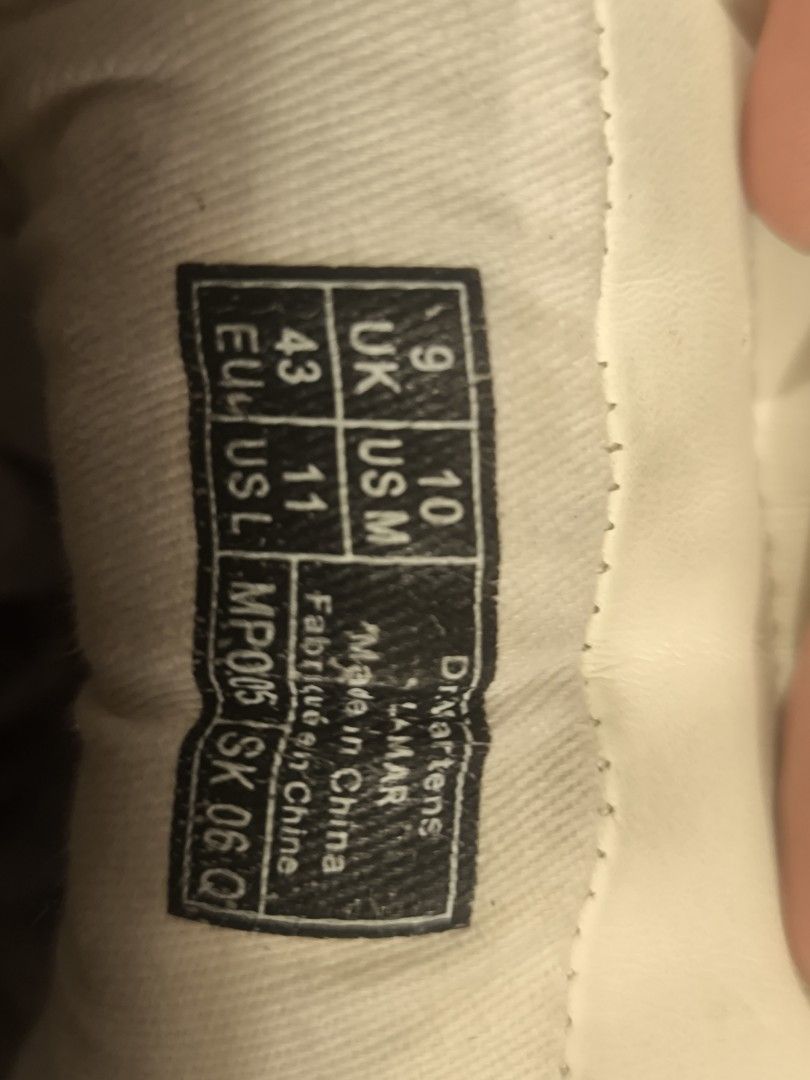 9 10
UK US M
43 11
EU US L
Dr Martens
LAMAR
Made in China
Fabriqué en Chine
MP005 SK 06 Q